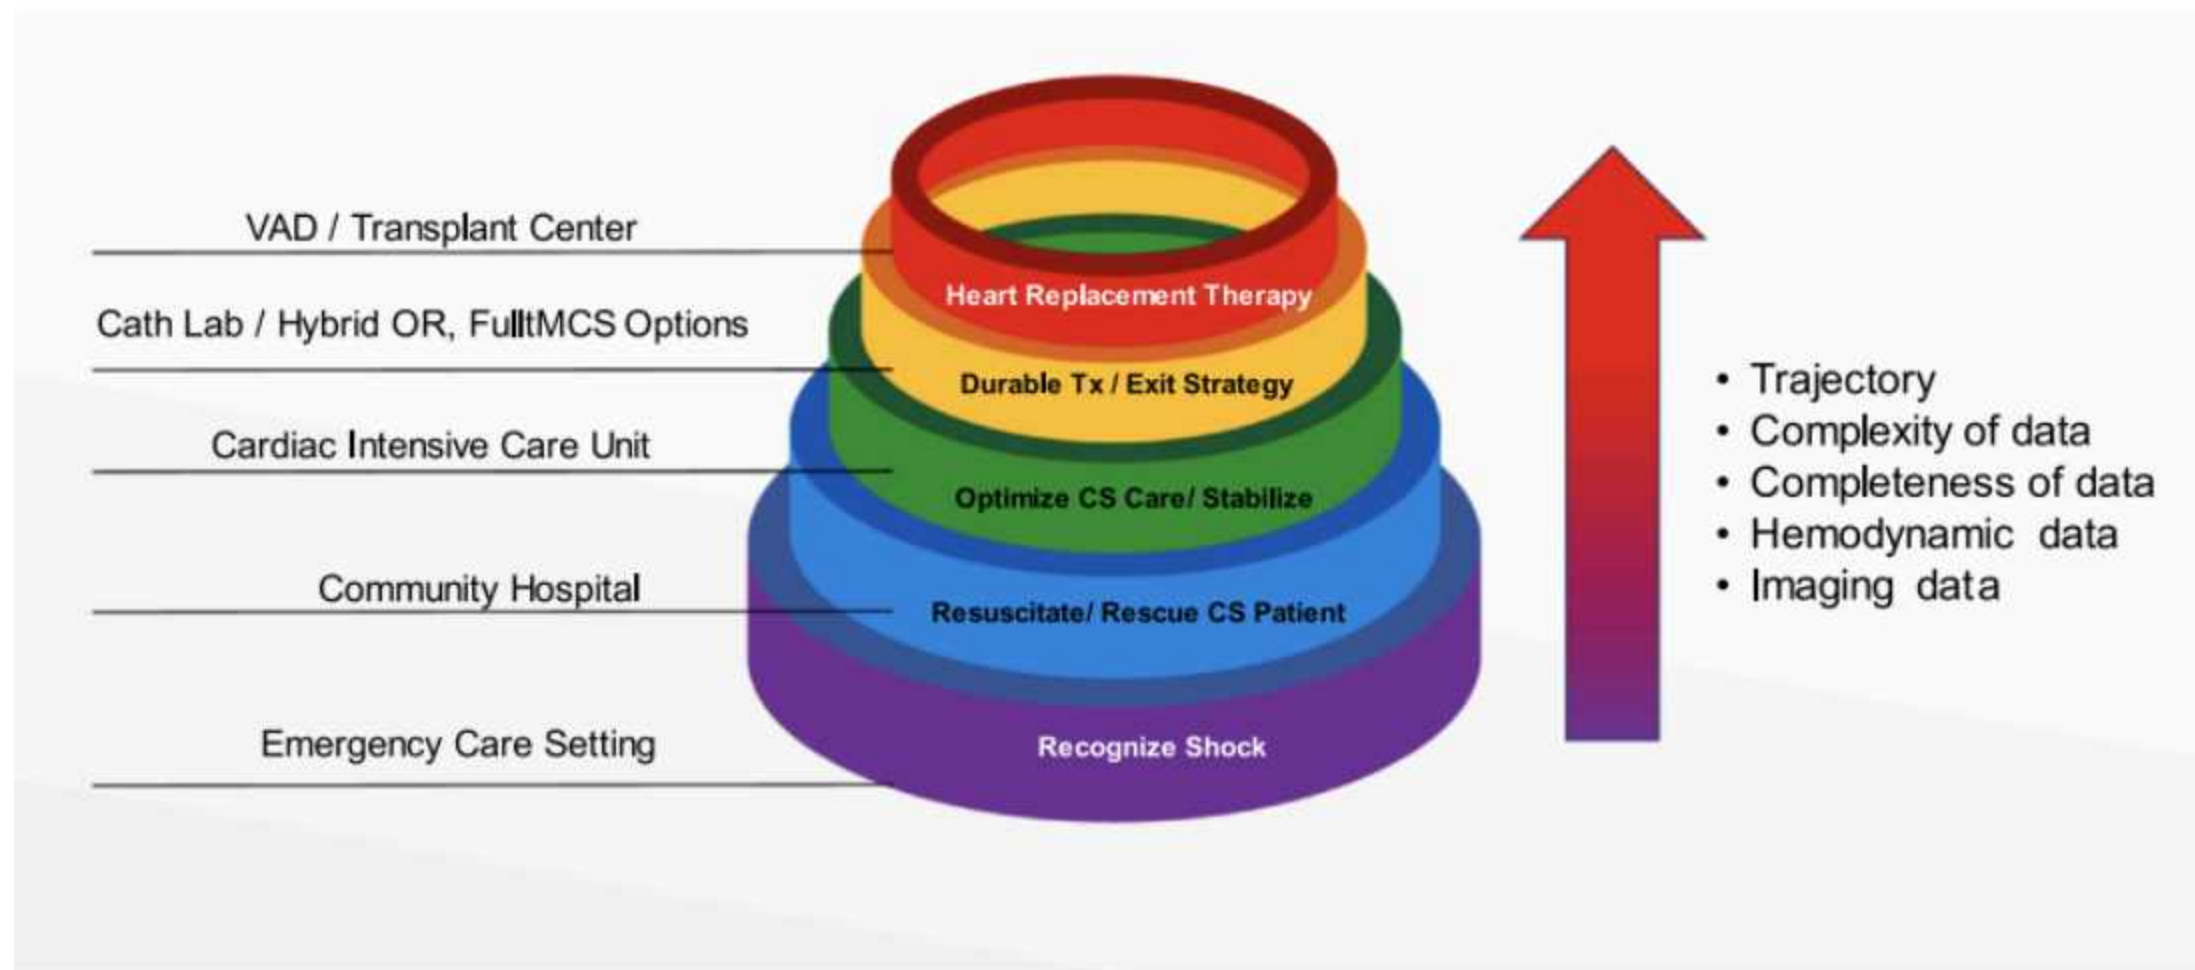 VAD / Transplant Center
Cath Lab / Hybrid OR, FulltMCS Options
Cardiac Intensive Care Unit
Community Hospital
Emergency Care Setting
Heart Replacement Therapy
Durable Tx / Exit Strategy
Optimize CS Care/ Stabilize
Resuscitate/ Rescue CS Patient
Recognize Shock
• Trajectory
• Complexity of data
• Completeness of data
• Hemodynamic data
• Imaging data